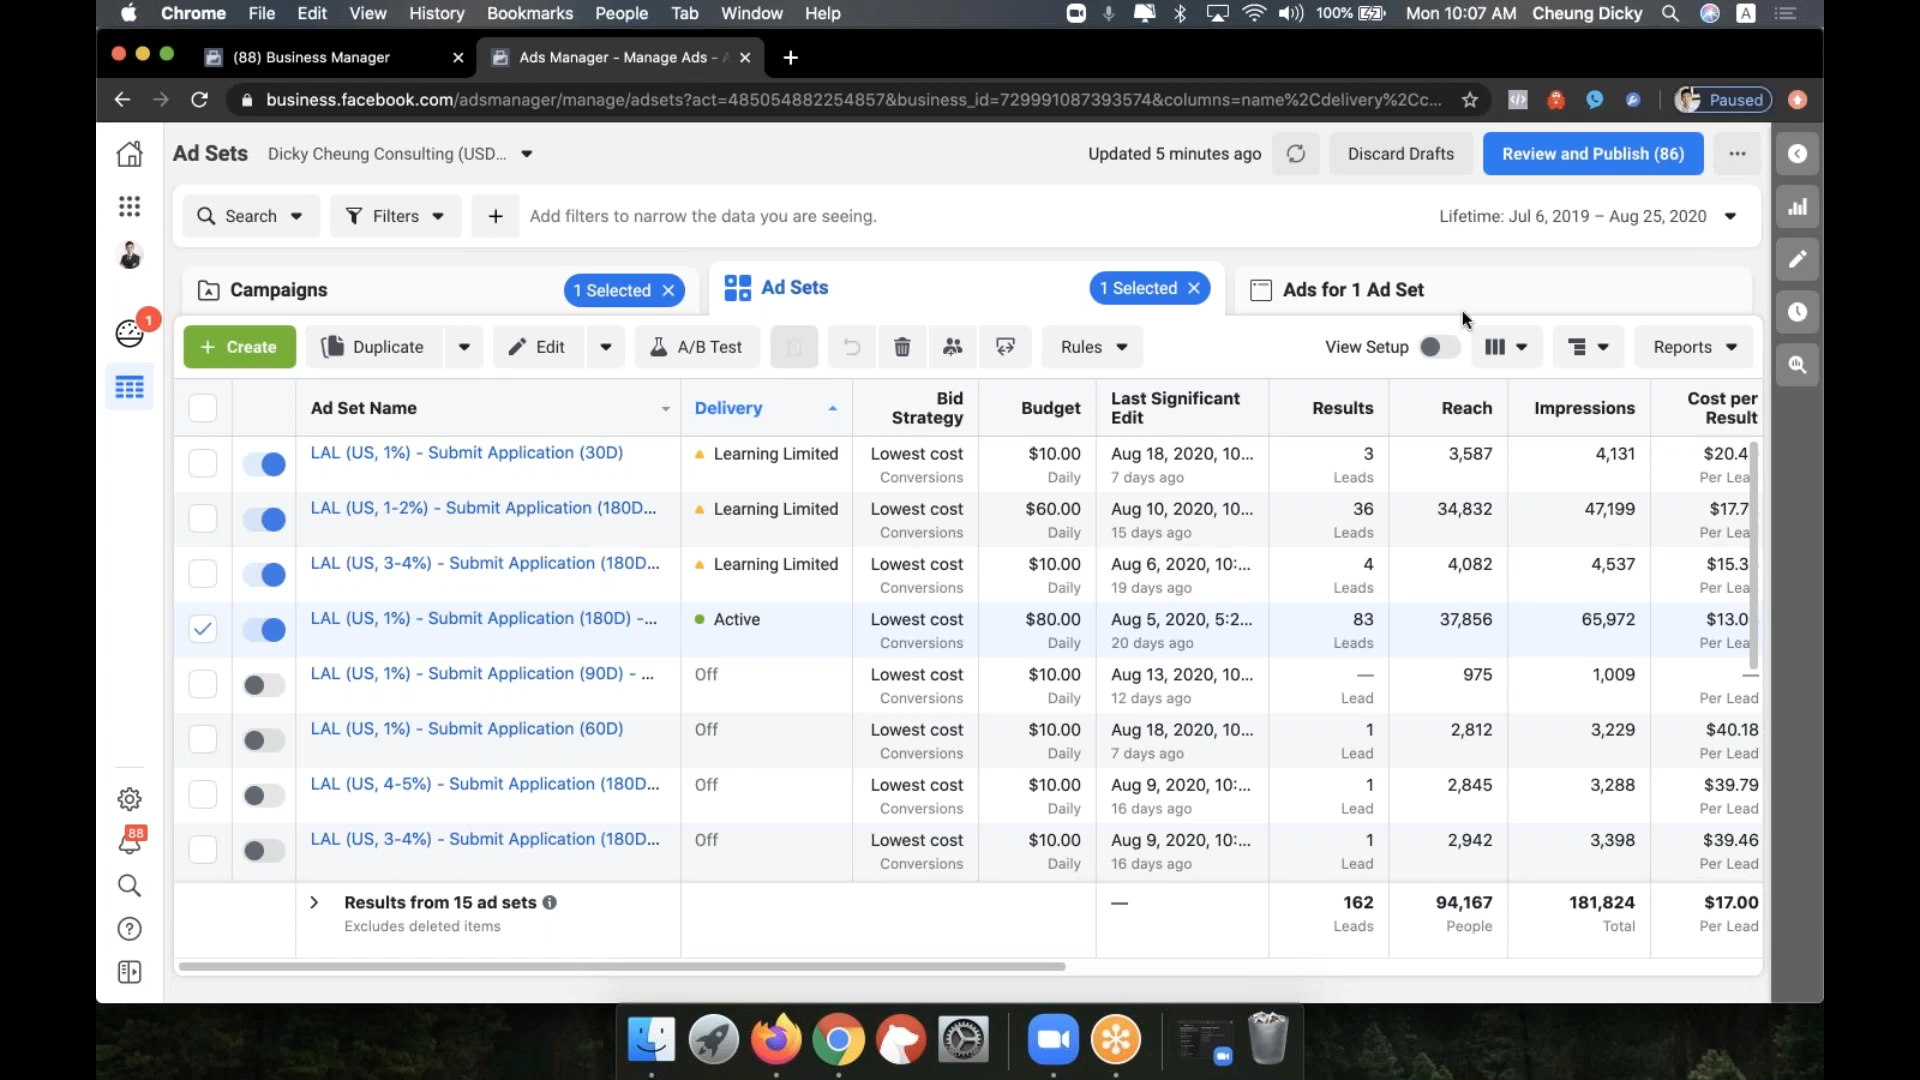 Chrome File Edit View History Bookmarks People Tab Window Help 100% Mon 10:07 AM Cheung Dicky A
(88) Business Manager Ads Manager - Manage Ads -
business.facebook.com/adsmanager/manage/adsets?act=485054882254857&business_id=729991087393574&columns=name%2Cdelivery%2Cc... Paused
Ad Sets Dicky Cheung Consulting (USD... Updated 5 minutes ago Discard Drafts Review and Publish (86)
Search Filters Add filters to narrow the data you are seeing. Lifetime: Jul 6, 2019 – Aug 25, 2020
Campaigns 1 Selected Ad Sets 1 Selected Ads for 1 Ad Set
1
+ Create Duplicate Edit A/B Test Rules View Setup Reports
Ad Set Name Delivery Bid Strategy Budget Last Significant Edit Results Reach Impressions Cost per Result
LAL (US, 1%) - Submit Application (30D) Learning Limited Lowest cost $10.00 Aug 18, 2020, 10... 3 3,587 4,131 $20.4
Conversions Daily 7 days ago Leads Per Lea
LAL (US, 1-2%) - Submit Application (180D... Learning Limited Lowest cost $60.00 Aug 10, 2020, 10... 36 34,832 47,199 $17.7
Conversions Daily 15 days ago Leads Per Lea
LAL (US, 3-4%) - Submit Application (180D... Learning Limited Lowest cost $10.00 Aug 6, 2020, 10:... 4 4,082 4,537 $15.3
Conversions Daily 19 days ago Leads Per Lea
LAL (US, 1%) - Submit Application (180D) -... Active Lowest cost $80.00 Aug 5, 2020, 5:2... 83 37,856 65,972 $13.0
Conversions Daily 20 days ago Leads Per Lea
LAL (US, 1%) - Submit Application (90D) - ... Off Lowest cost $10.00 Aug 13, 2020, 10... — 975 1,009 —
Conversions Daily 12 days ago Lead Per Lead
LAL (US, 1%) - Submit Application (60D) Off Lowest cost $10.00 Aug 18, 2020, 10... 1 2,812 3,229 $40.18
Conversions Daily 7 days ago Lead Per Lead
LAL (US, 4-5%) - Submit Application (180D... Off Lowest cost $10.00 Aug 9, 2020, 10:... 1 2,845 3,288 $39.79
Conversions Daily 16 days ago Lead Per Lead
LAL (US, 3-4%) - Submit Application (180D... Off Lowest cost $10.00 Aug 9, 2020, 10:... 1 2,942 3,398 $39.46
Conversions Daily 16 days ago Lead Per Lead
88
Results from 15 ad sets — 162 94,167 181,824 $17.00
Excludes deleted items Leads People Total Per Lead